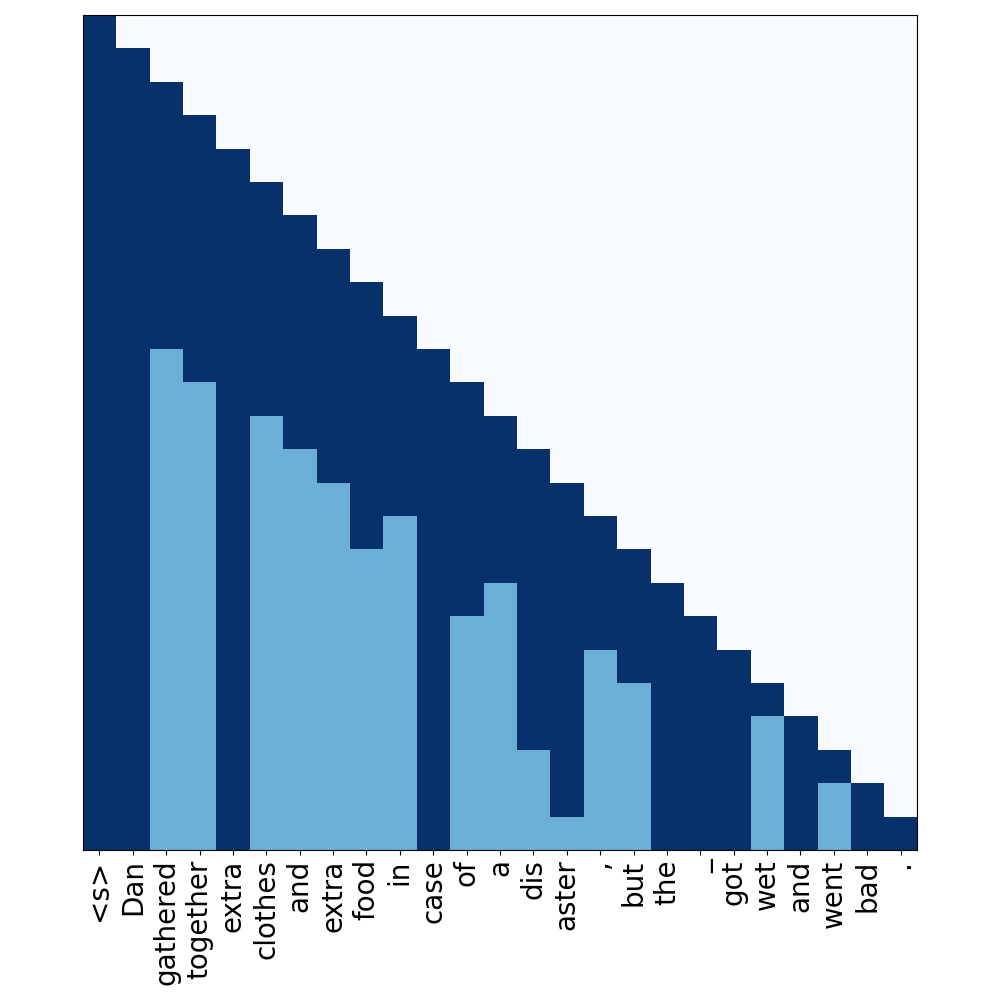 <s> Dan gathered together extra clothes and extra food in case of a dis aster , but the _ got wet and went bad .